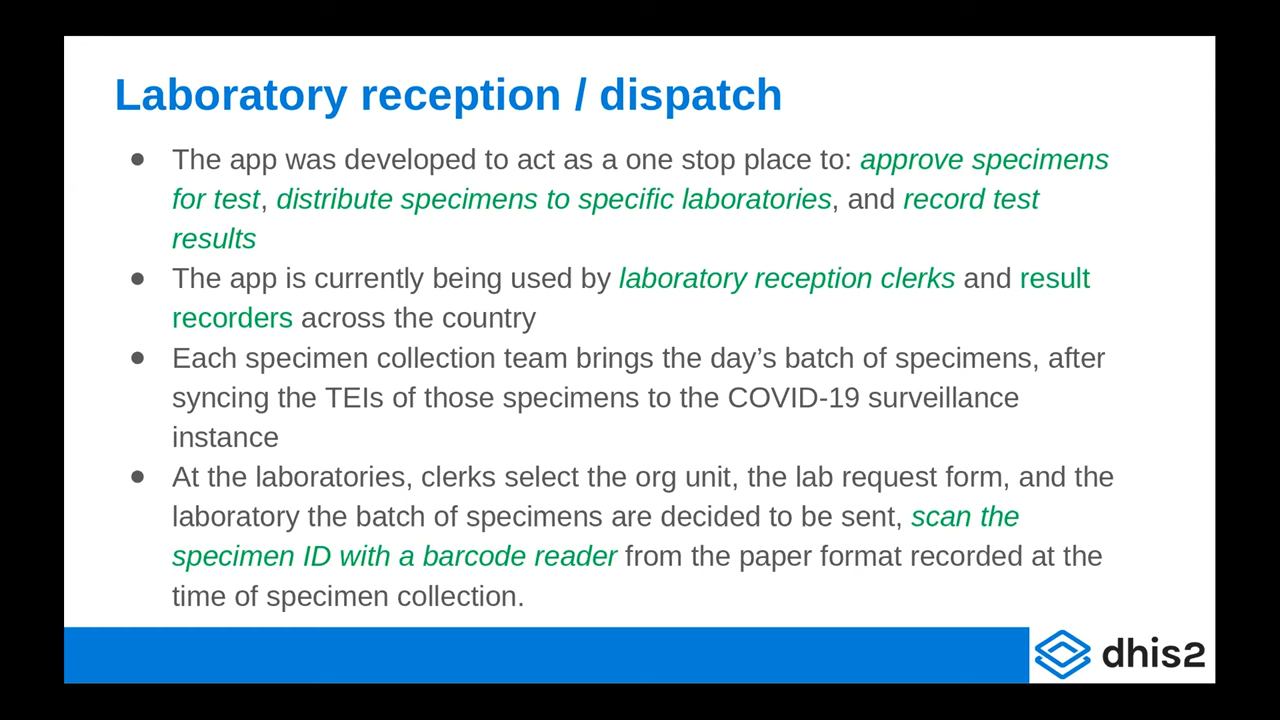 Laboratory reception / dispatch
● The app was developed to act as a one stop place to: approve specimens
for test, distribute specimens to specific laboratories, and record test
results
● The app is currently being used by laboratory reception clerks and result
recorders across the country
● Each specimen collection team brings the day’s batch of specimens, after
syncing the TEIs of those specimens to the COVID-19 surveillance
instance
● At the laboratories, clerks select the org unit, the lab request form, and the
laboratory the batch of specimens are decided to be sent, scan the
specimen ID with a barcode reader from the paper format recorded at the
time of specimen collection.
dhis2